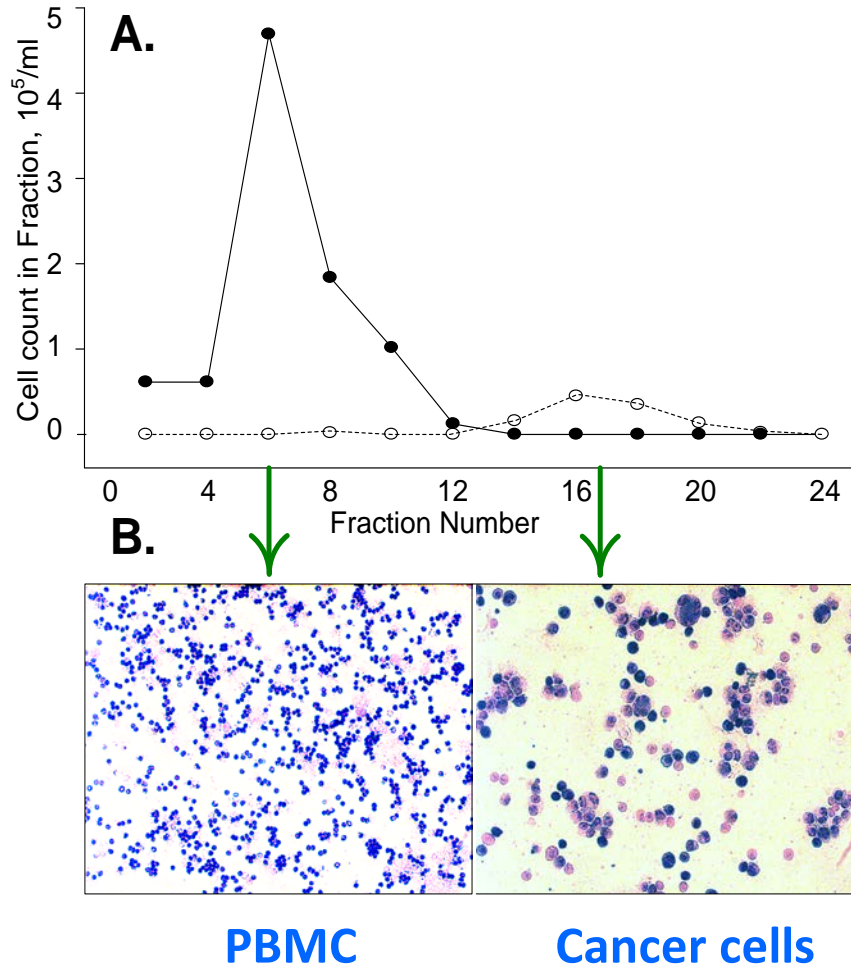 A.
Cell count in Fraction, 10⁵/ml
5
4
3
2
1
0
0 4 8 12 16 20 24
Fraction Number
B.
PBMC Cancer cells